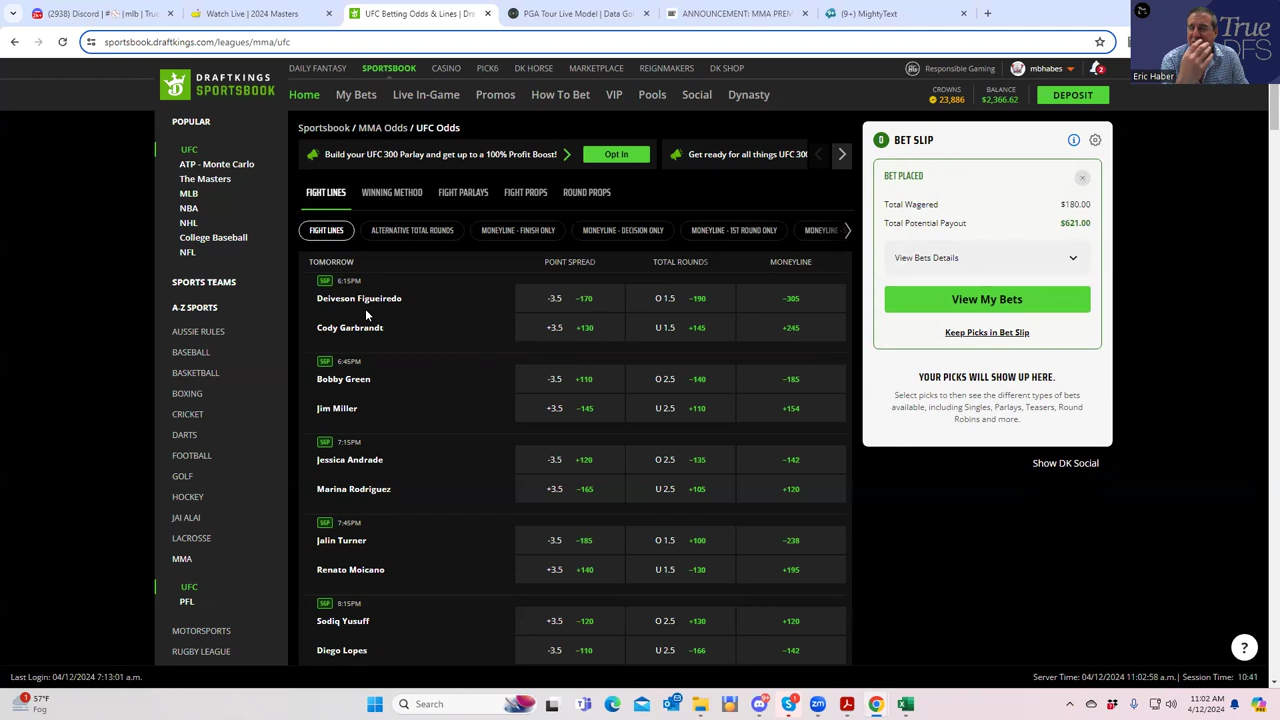 (2938) Discord | #🤖|mlb | True
Watch Live | 2024 Masters
UFC Betting Odds & Lines | Dra
PGA Tour Live Model | Data Gol
ANNOUNCEMENT: MMA PREM
(9+) MightyText
sportsbook.draftkings.com/leagues/mma/ufc
True
DFS
Eric Haber
DRAFTKINGS
SPORTSBOOK
DAILY FANTASY SPORTSBOOK CASINO PICK6 DK HORSE MARKETPLACE REIGNMAKERS DK SHOP
Responsible Gaming mbhabes 2
Home My Bets Live In-Game Promos How To Bet VIP Pools Social Dynasty
CROWNS
23,886
BALANCE
$2,366.62
DEPOSIT
POPULAR
UFC
ATP - Monte Carlo
The Masters
MLB
NBA
NHL
College Baseball
NFL
SPORTS TEAMS
A-Z SPORTS
AUSSIE RULES
BASEBALL
BASKETBALL
BOXING
CRICKET
DARTS
FOOTBALL
GOLF
HOCKEY
JAI ALAI
LACROSSE
MMA
UFC
PFL
MOTORSPORTS
RUGBY LEAGUE
Sportsbook / MMA Odds / UFC Odds
Build your UFC 300 Parlay and get up to a 100% Profit Boost! Opt In Get ready for all things UFC 300
FIGHT LINES WINNING METHOD FIGHT PARLAYS FIGHT PROPS ROUND PROPS
FIGHT LINES ALTERNATIVE TOTAL ROUNDS MONEYLINE - FINISH ONLY MONEYLINE - DECISION ONLY MONEYLINE - 1ST ROUND ONLY MONEYLINE -
TOMORROW POINT SPREAD TOTAL ROUNDS MONEYLINE
SGP 6:15PM
Deiveson Figueiredo -3.5 −170 O 1.5 −190 −305
Cody Garbrandt +3.5 +130 U 1.5 +145 +245
SGP 6:45PM
Bobby Green -3.5 +110 O 2.5 −140 −185
Jim Miller +3.5 −145 U 2.5 +110 +154
SGP 7:15PM
Jessica Andrade -3.5 +120 O 2.5 −135 −142
Marina Rodriguez +3.5 −165 U 2.5 +105 +120
SGP 7:45PM
Jalin Turner -3.5 −185 O 1.5 +100 −238
Renato Moicano +3.5 +140 U 1.5 −130 +195
SGP 8:15PM
Sodiq Yusuff +3.5 −120 O 2.5 +130 +120
Diego Lopes -3.5 −110 U 2.5 −166 −142
0 BET SLIP
BET PLACED
Total Wagered $180.00
Total Potential Payout $621.00
View Bets Details
View My Bets
Keep Picks in Bet Slip
YOUR PICKS WILL SHOW UP HERE.
Select picks to then see the different types of bets
available, including Singles, Parlays, Teasers, Round
Robins and more.
Show DK Social
?
Last Login: 04/12/2024 7:13:01 a.m.
Server Time: 04/12/2024 11:02:58 a.m.| Session Time: 10:41
57°F
Fog
Search
11:02 AM
4/12/2024